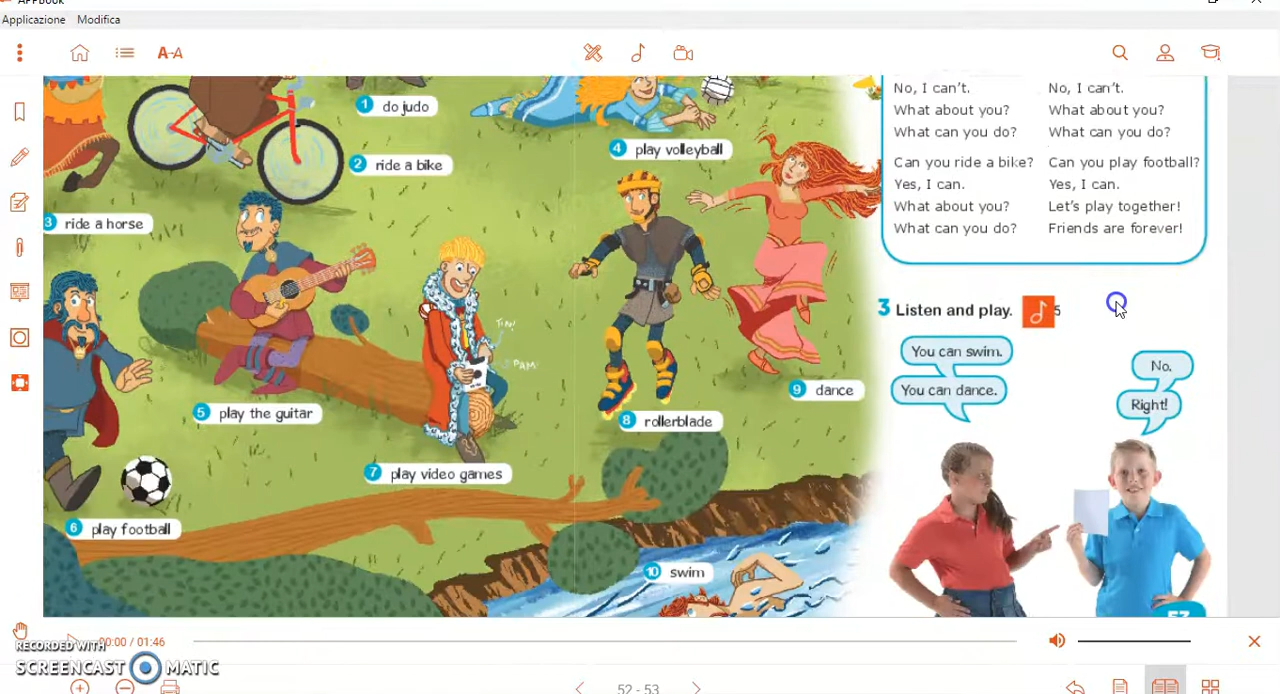 APPBOOK
Applicazione Modifica
A-A
1 do judo
2 ride a bike
3 ride a horse
4 play volleyball
5 play the guitar
6 play football
7 play video games
8 rollerblade
9 dance
10 swim
TIN!
PAM!
No, I can't.
What about you?
What can you do?
Can you ride a bike?
Yes, I can.
What about you?
What can you do?
No, I can't.
What about you?
What can you do?
Can you play football?
Yes, I can.
Let's play together!
Friends are forever!
3 Listen and play. 5
You can swim.
No.
You can dance.
Right!
53
00:00 / 01:46
RECORDED WITH
SCREENCAST MATIC
52 - 53